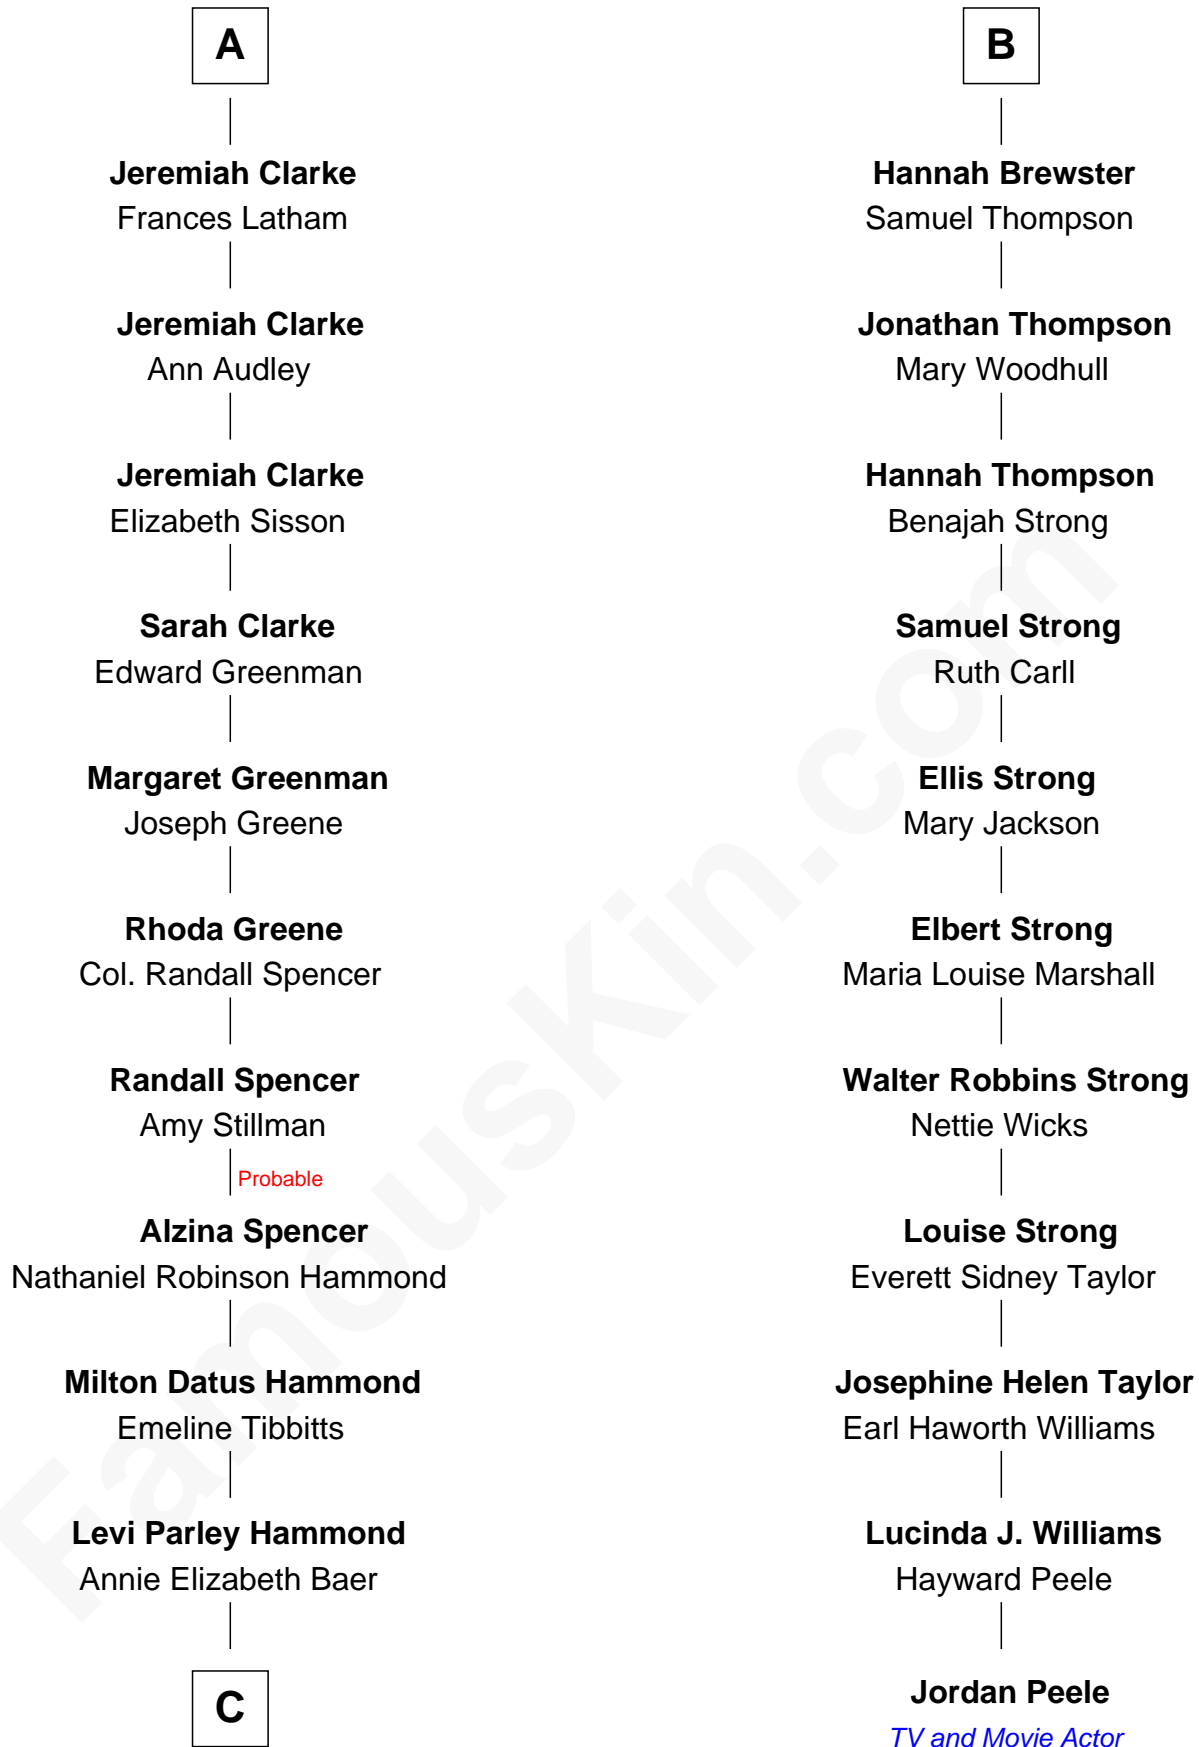 A
Jeremiah Clarke
Frances Latham
Jeremiah Clarke
Ann Audley
Jeremiah Clarke
Elizabeth Sisson
Sarah Clarke
Edward Greenman
Margaret Greenman
Joseph Greene
Rhoda Greene
Col. Randall Spencer
Randall Spencer
Amy Stillman
Probable
Alzina Spencer
Nathaniel Robinson Hammond
Milton Datus Hammond
Emeline Tibbitts
Levi Parley Hammond
Annie Elizabeth Baer
C
B
Hannah Brewster
Samuel Thompson
Jonathan Thompson
Mary Woodhull
Hannah Thompson
Benajah Strong
Samuel Strong
Ruth Carll
Ellis Strong
Mary Jackson
Elbert Strong
Maria Louise Marshall
Walter Robbins Strong
Nettie Wicks
Louise Strong
Everett Sidney Taylor
Josephine Helen Taylor
Earl Haworth Williams
Lucinda J. Williams
Hayward Peele
Jordan Peele
TV and Movie Actor
FamousKin.com